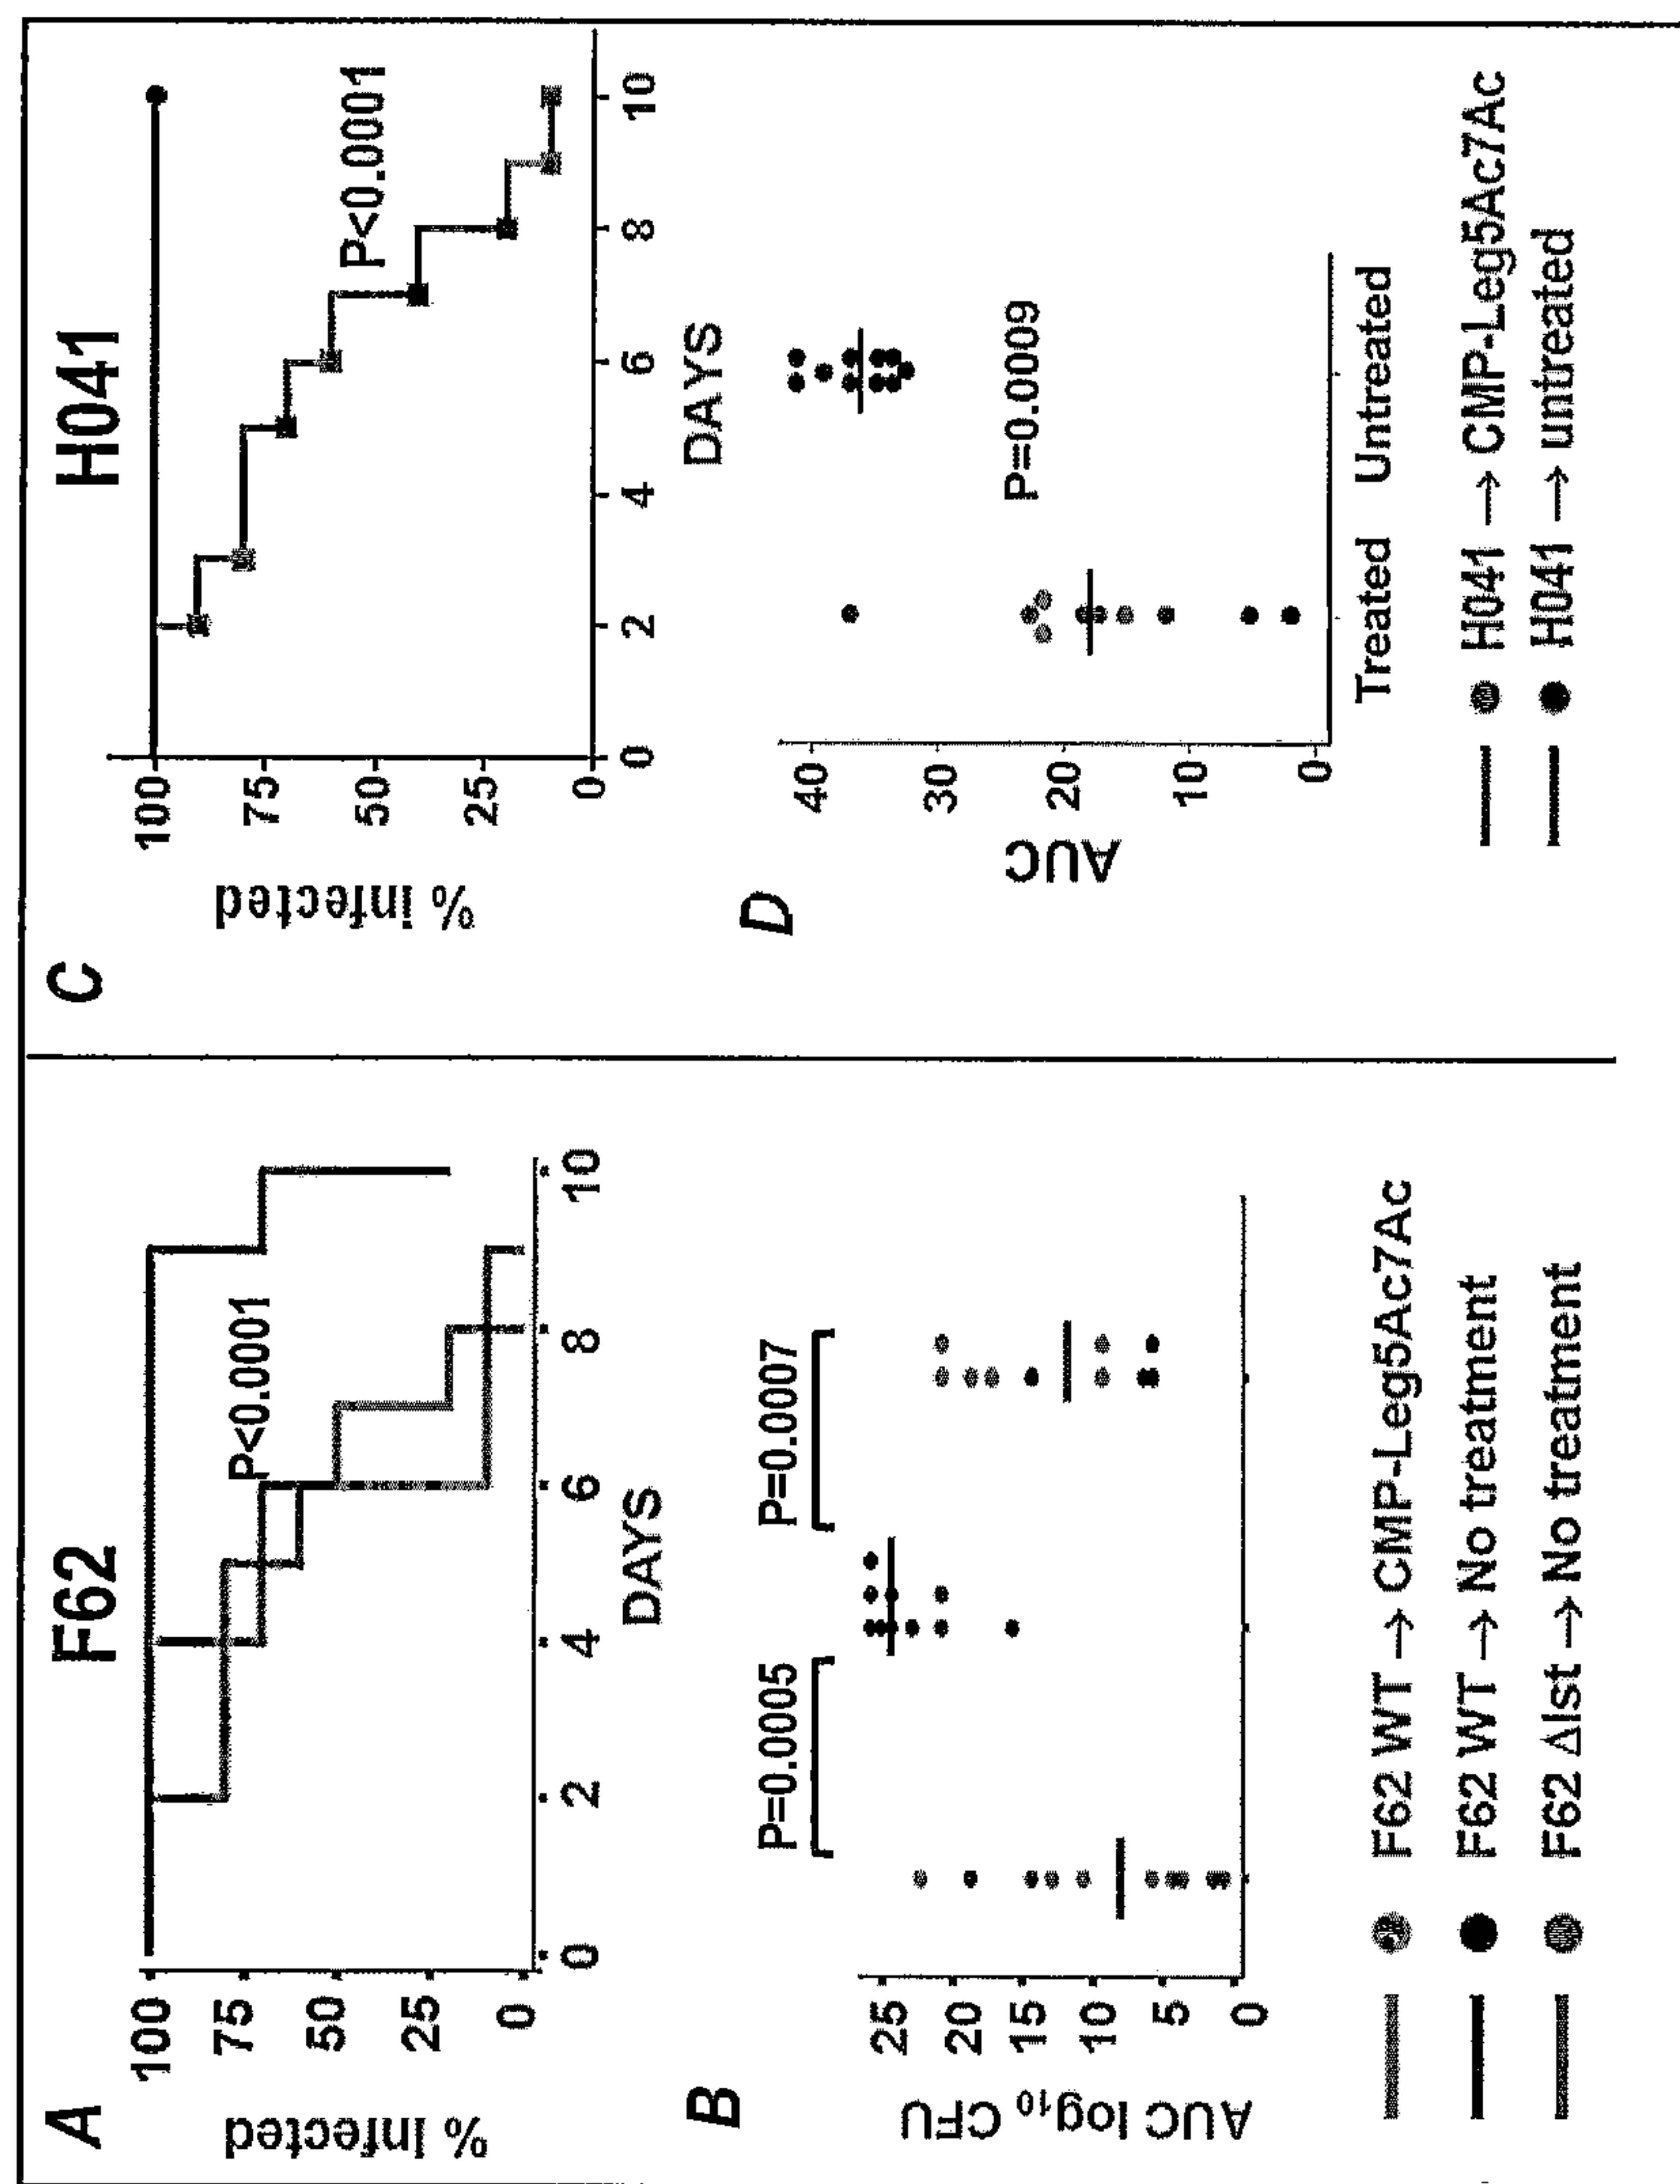 A
F62
% Infected
100
75
50
25
0
P<0.0001
0 2 4 6 8 10
DAYS
B
AUC log₁₀ CFU
25
20
15
10
5
0
P=0.0005
P=0.0007
F62 WT → CMP-Leg5Ac7Ac
F62 WT → No treatment
F62 Δlst → No treatment
C
H041
% infected
100
75
50
25
0
P<0.0001
0 2 4 6 8 10
DAYS
D
AUC
40
30
20
10
0
P=0.0009
Treated Untreated
H041 → CMP-Leg5Ac7Ac
H041 → untreated